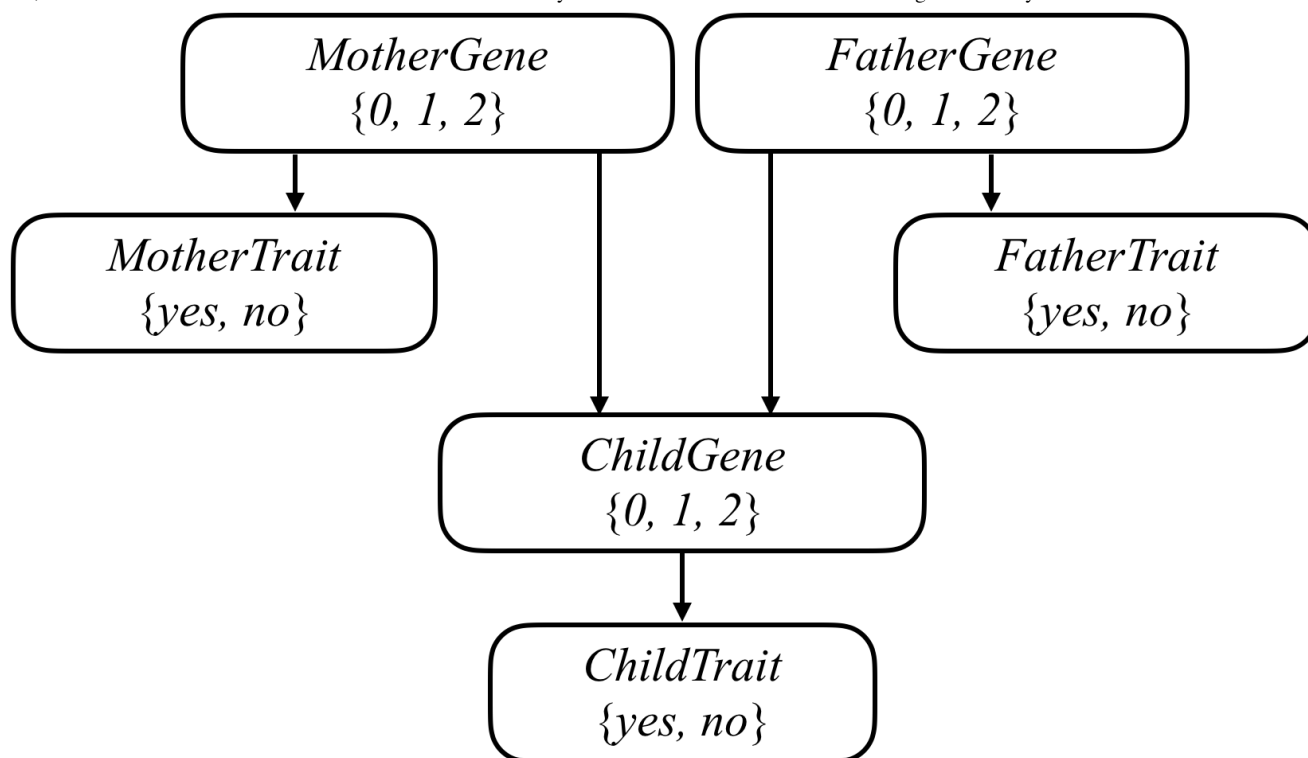 MotherGene
{0, 1, 2}
FatherGene
{0, 1, 2}
MotherTrait
{yes, no}
FatherTrait
{yes, no}
ChildGene
{0, 1, 2}
ChildTrait
{yes, no}